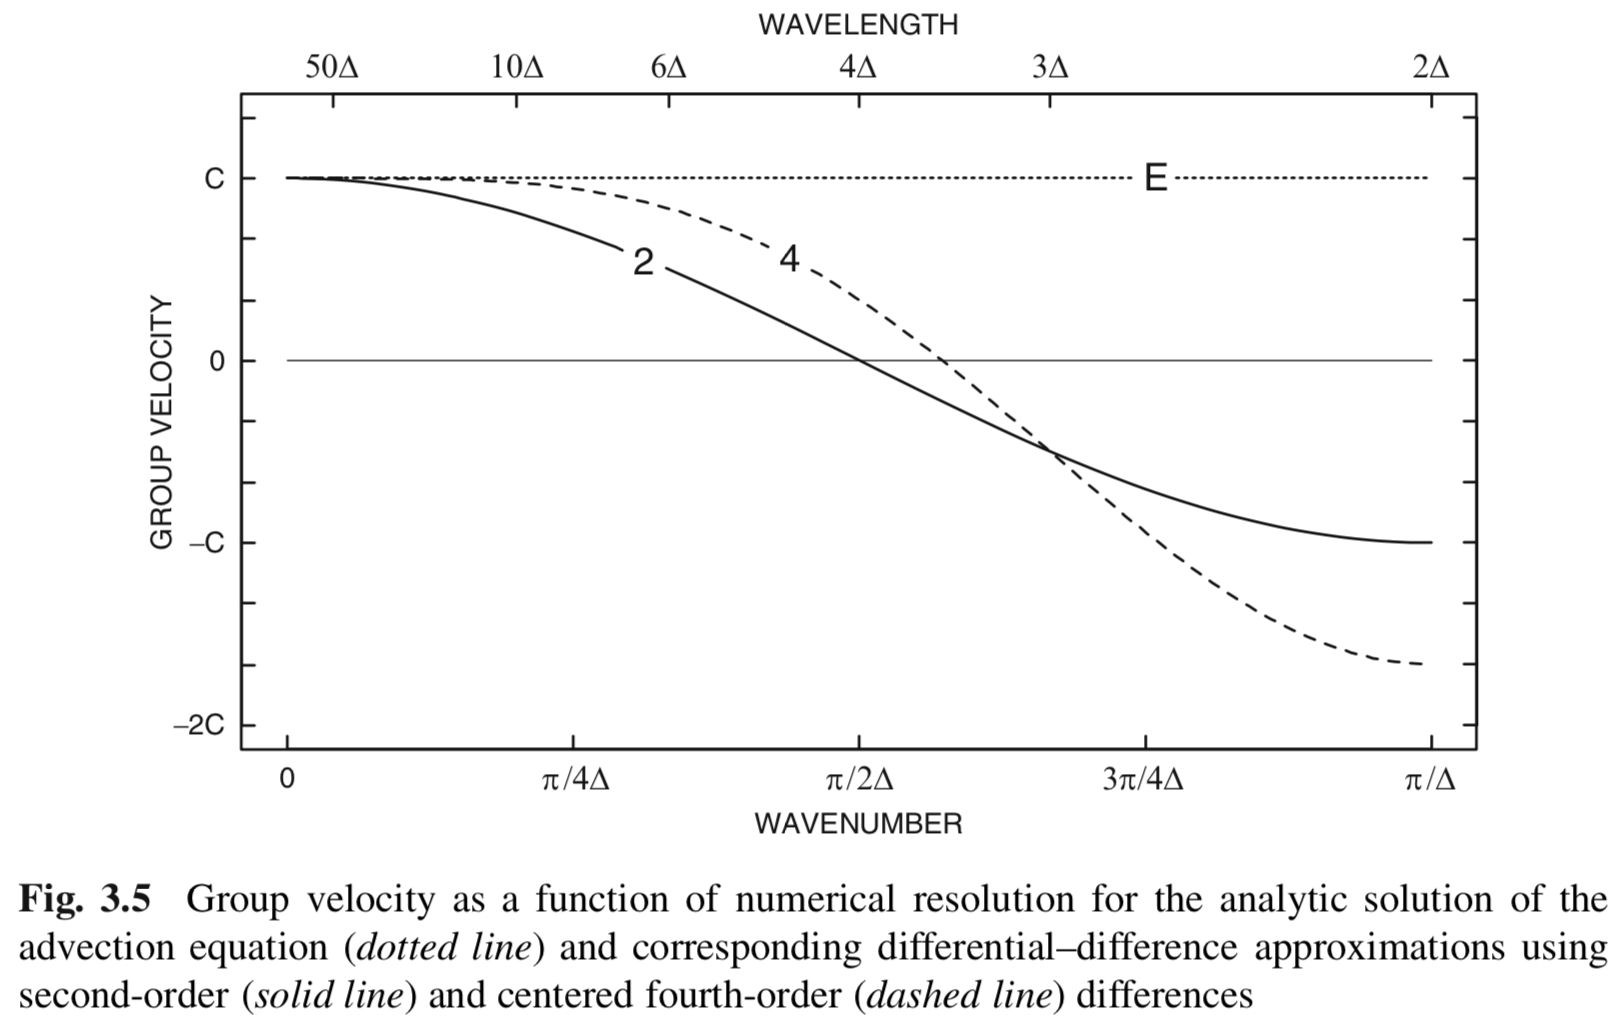 WAVELENGTH
50Δ 10Δ 6Δ 4Δ 3Δ 2Δ
C
E
2
4
0
GROUP VELOCITY
–C
–2C
0 π/4Δ π/2Δ 3π/4Δ π/Δ
WAVENUMBER
Fig. 3.5 Group velocity as a function of numerical resolution for the analytic solution of the
advection equation (dotted line) and corresponding differential–difference approximations using
second-order (solid line) and centered fourth-order (dashed line) differences